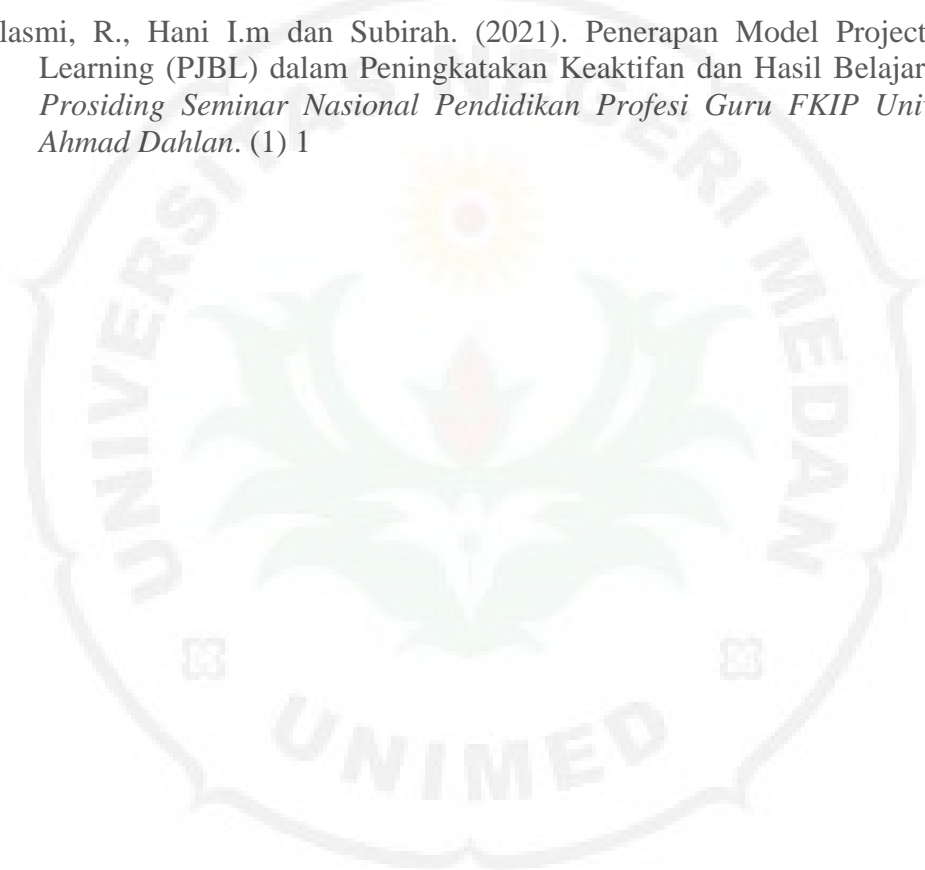 lasmi, R., Hani I.m dan Subirah. (2021). Penerapan Model Project
Learning (PJBL) dalam Peningkatakan Keaktifan dan Hasil Belajar
Prosiding Seminar Nasional Pendidikan Profesi Guru FKIP Uni
Ahmad Dahlan. (1) 1
UNIVERSITAS NEGERI MEDAN
UNIMED